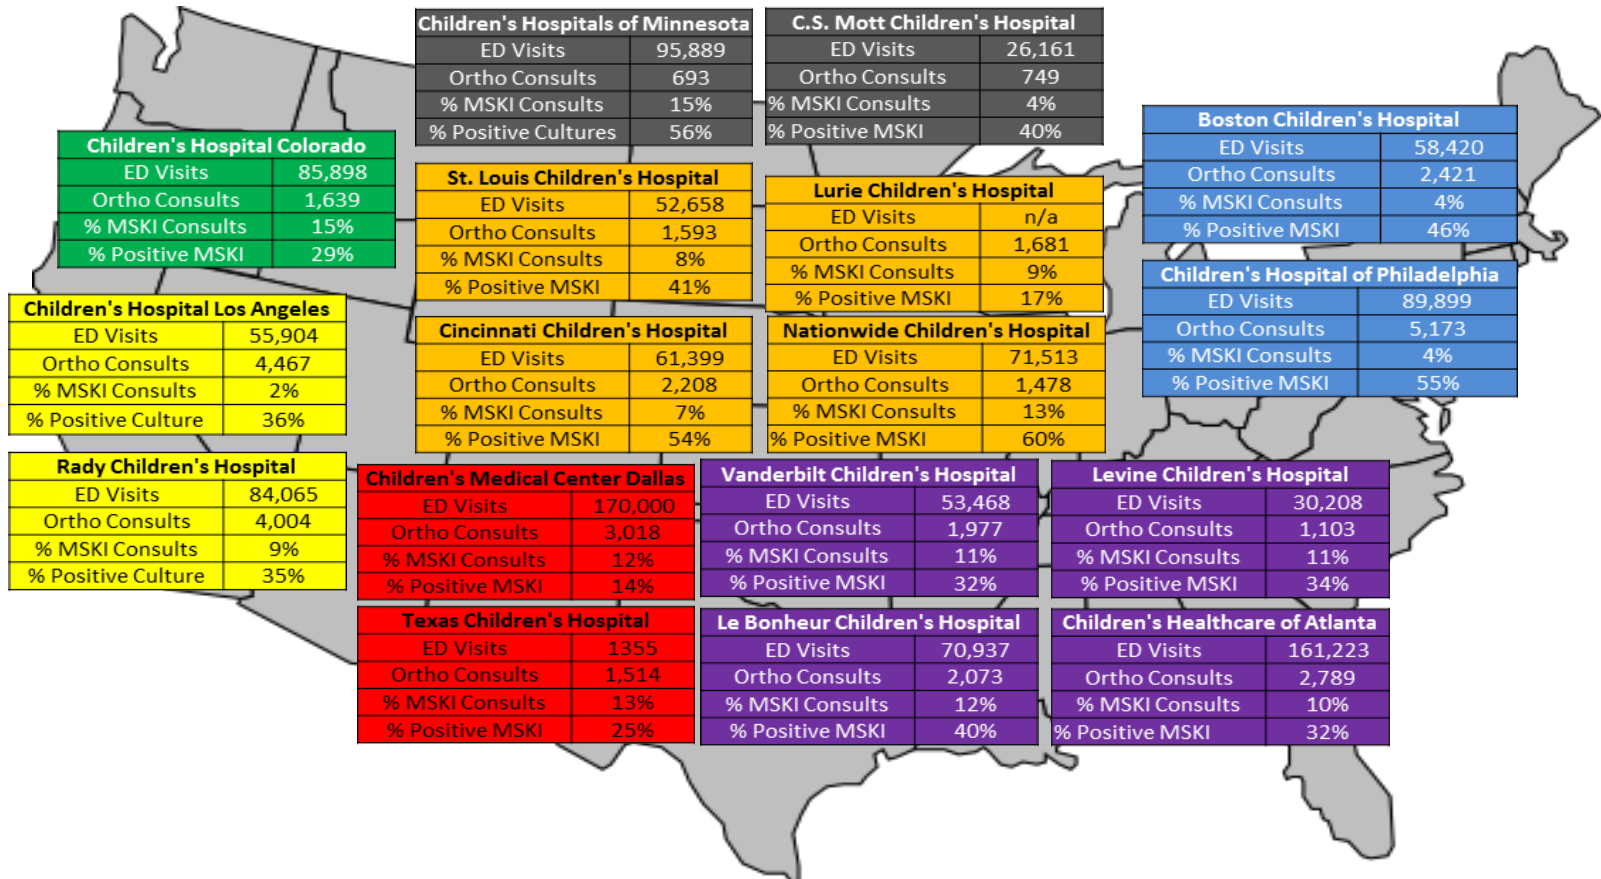 Children's Hospitals of Minnesota
ED Visits 95,889
Ortho Consults 693
% MSKI Consults 15%
% Positive Cultures 56%
C.S. Mott Children's Hospital
ED Visits 26,161
Ortho Consults 749
% MSKI Consults 4%
% Positive MSKI 40%
Boston Children's Hospital
ED Visits 58,420
Ortho Consults 2,421
% MSKI Consults 4%
% Positive MSKI 46%
Children's Hospital Colorado
ED Visits 85,898
Ortho Consults 1,639
% MSKI Consults 15%
% Positive MSKI 29%
St. Louis Children's Hospital
ED Visits 52,658
Ortho Consults 1,593
% MSKI Consults 8%
% Positive MSKI 41%
Lurie Children's Hospital
ED Visits n/a
Ortho Consults 1,681
% MSKI Consults 9%
% Positive MSKI 17%
Children's Hospital of Philadelphia
ED Visits 89,899
Ortho Consults 5,173
% MSKI Consults 4%
% Positive MSKI 55%
Children's Hospital Los Angeles
ED Visits 55,904
Ortho Consults 4,467
% MSKI Consults 2%
% Positive Culture 36%
Cincinnati Children's Hospital
ED Visits 61,399
Ortho Consults 2,208
% MSKI Consults 7%
% Positive MSKI 54%
Nationwide Children's Hospital
ED Visits 71,513
Ortho Consults 1,478
% MSKI Consults 13%
% Positive MSKI 60%
Rady Children's Hospital
ED Visits 84,065
Ortho Consults 4,004
% MSKI Consults 9%
% Positive Culture 35%
Children's Medical Center Dallas
ED Visits 170,000
Ortho Consults 3,018
% MSKI Consults 12%
% Positive MSKI 14%
Vanderbilt Children's Hospital
ED Visits 53,468
Ortho Consults 1,977
% MSKI Consults 11%
% Positive MSKI 32%
Levine Children's Hospital
ED Visits 30,208
Ortho Consults 1,103
% MSKI Consults 11%
% Positive MSKI 34%
Texas Children's Hospital
ED Visits 1355
Ortho Consults 1,514
% MSKI Consults 13%
% Positive MSKI 25%
Le Bonheur Children's Hospital
ED Visits 70,937
Ortho Consults 2,073
% MSKI Consults 12%
% Positive MSKI 40%
Children's Healthcare of Atlanta
ED Visits 161,223
Ortho Consults 2,789
% MSKI Consults 10%
% Positive MSKI 32%